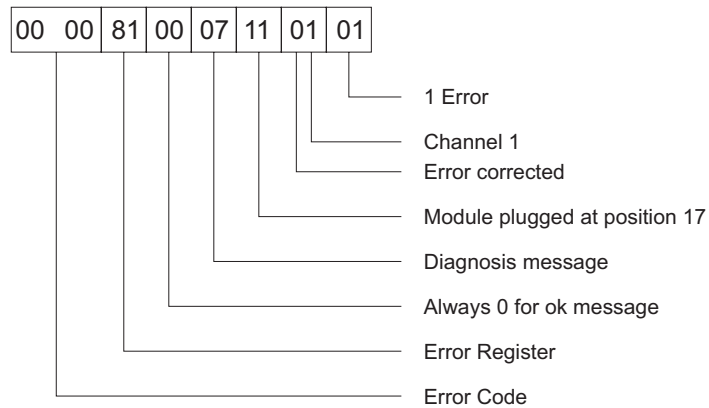 00 00 81 00 07 11 01 01
1 Error
Channel 1
Error corrected
Module plugged at position 17
Diagnosis message
Always 0 for ok message
Error Register
Error Code